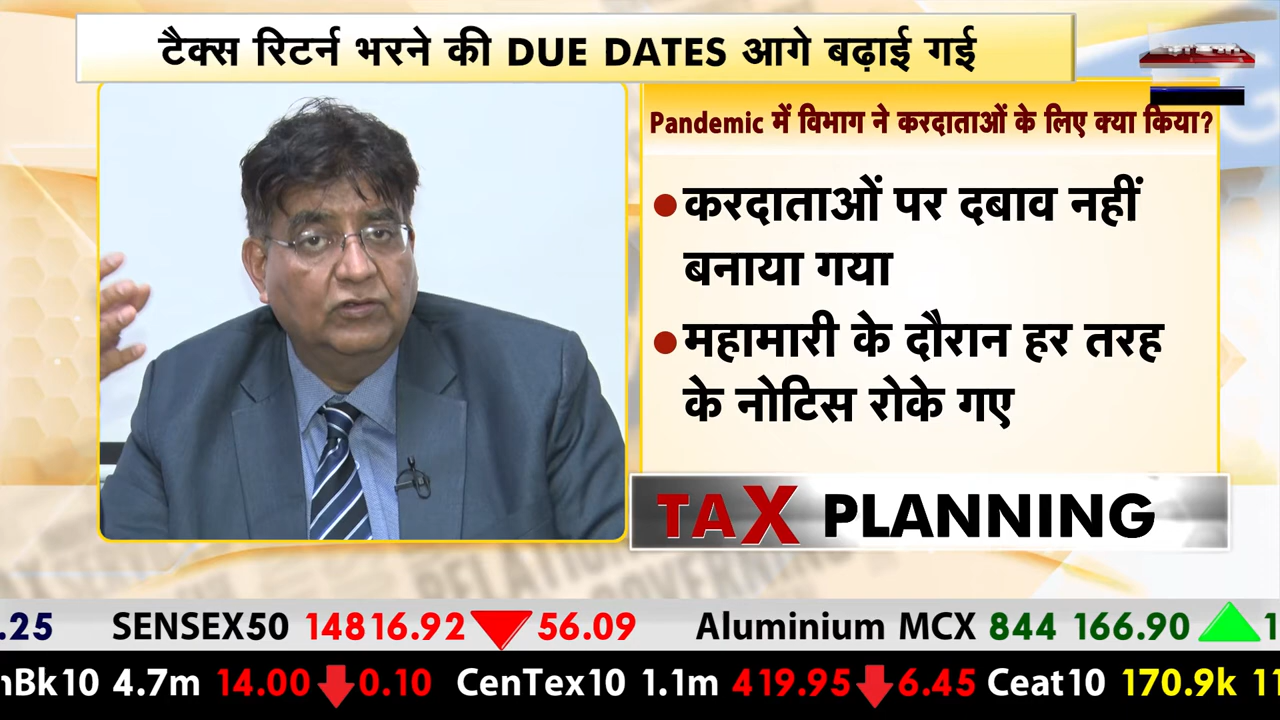 टैक्स रिटर्न भरने की DUE DATES आगे बढ़ाई गई
Pandemic में विभाग ने करदाताओं के लिए क्या किया?
करदाताओं पर दबाव नहीं
बनाया गया
महामारी के दौरान हर तरह
के नोटिस रोके गए
TAX PLANNING
.25 SENSEX50 14816.92 56.09 Aluminium MCX 844 166.90 1
nBk10 4.7m 14.00 0.10 CenTex10 1.1m 419.95 6.45 Ceat10 170.9k 11